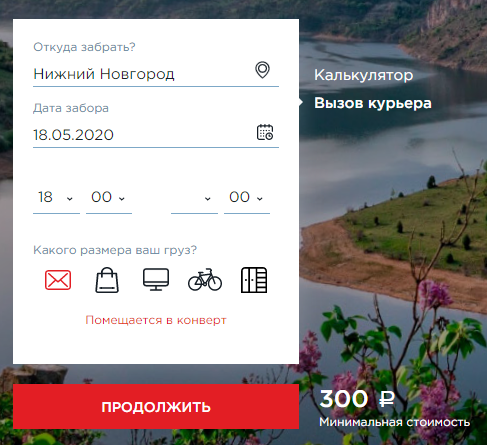 Откуда забрать?
Нижний Новгород
Дата забора
18.05.2020
18 00 00
Какого размера ваш груз?
Помещается в конверт
ПРОДОЛЖИТЬ
Калькулятор
Вызов курьера
300 ₽
Минимальная стоимость